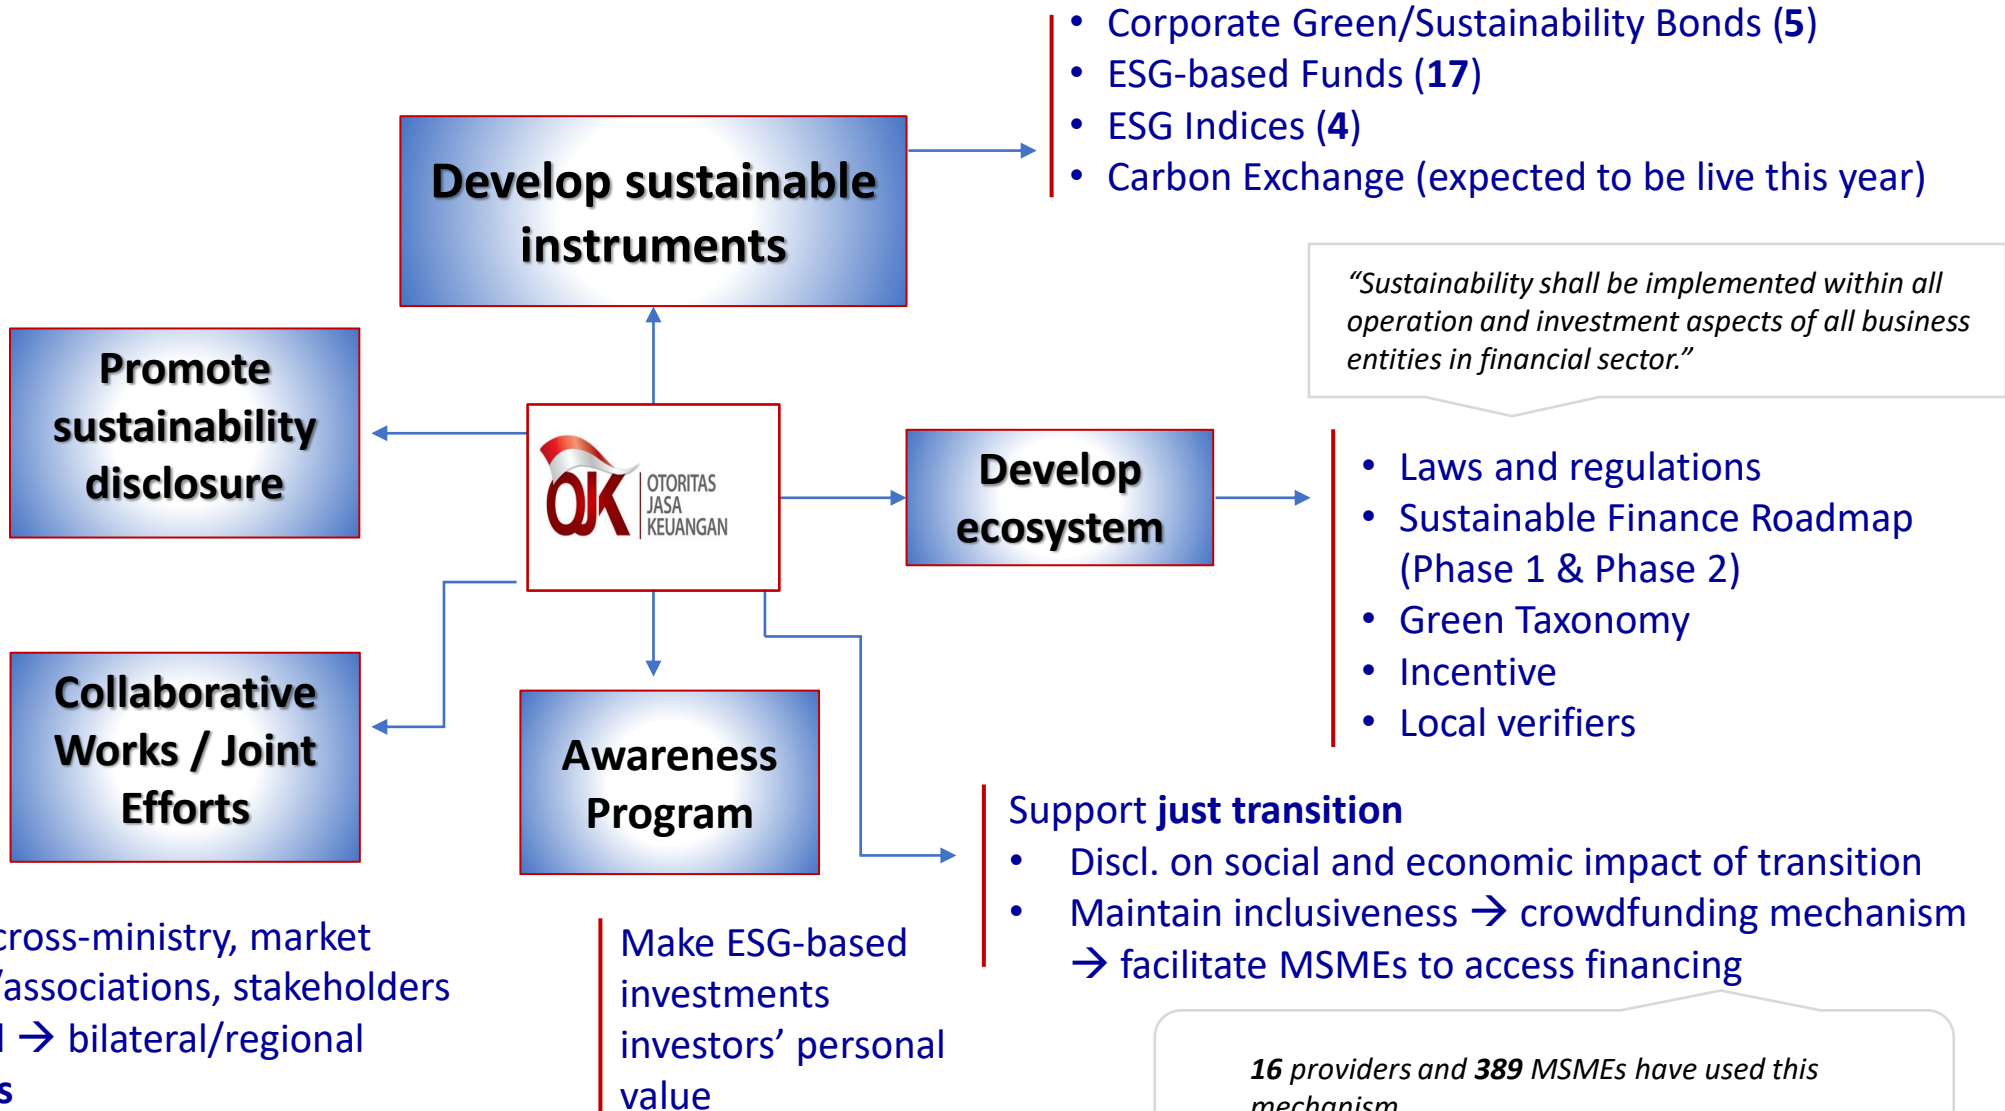 • Corporate Green/Sustainability Bonds (5)
• ESG-based Funds (17)
• ESG Indices (4)
• Carbon Exchange (expected to be live this year)
Develop sustainable
instruments
“Sustainability shall be implemented within all
operation and investment aspects of all business
entities in financial sector.”
Promote
sustainability
disclosure
OJK
OTORITAS
JASA
KEUANGAN
Develop
ecosystem
• Laws and regulations
• Sustainable Finance Roadmap
(Phase 1 & Phase 2)
• Green Taxonomy
• Incentive
• Local verifiers
Collaborative
Works / Joint
Efforts
Awareness
Program
Support just transition
• Discl. on social and economic impact of transition
• Maintain inclusiveness → crowdfunding mechanism
→ facilitate MSMEs to access financing
cross-ministry, market
/associations, stakeholders
→ bilateral/regional
Make ESG-based
investments
investors’ personal
value
16 providers and 389 MSMEs have used this
mechanism